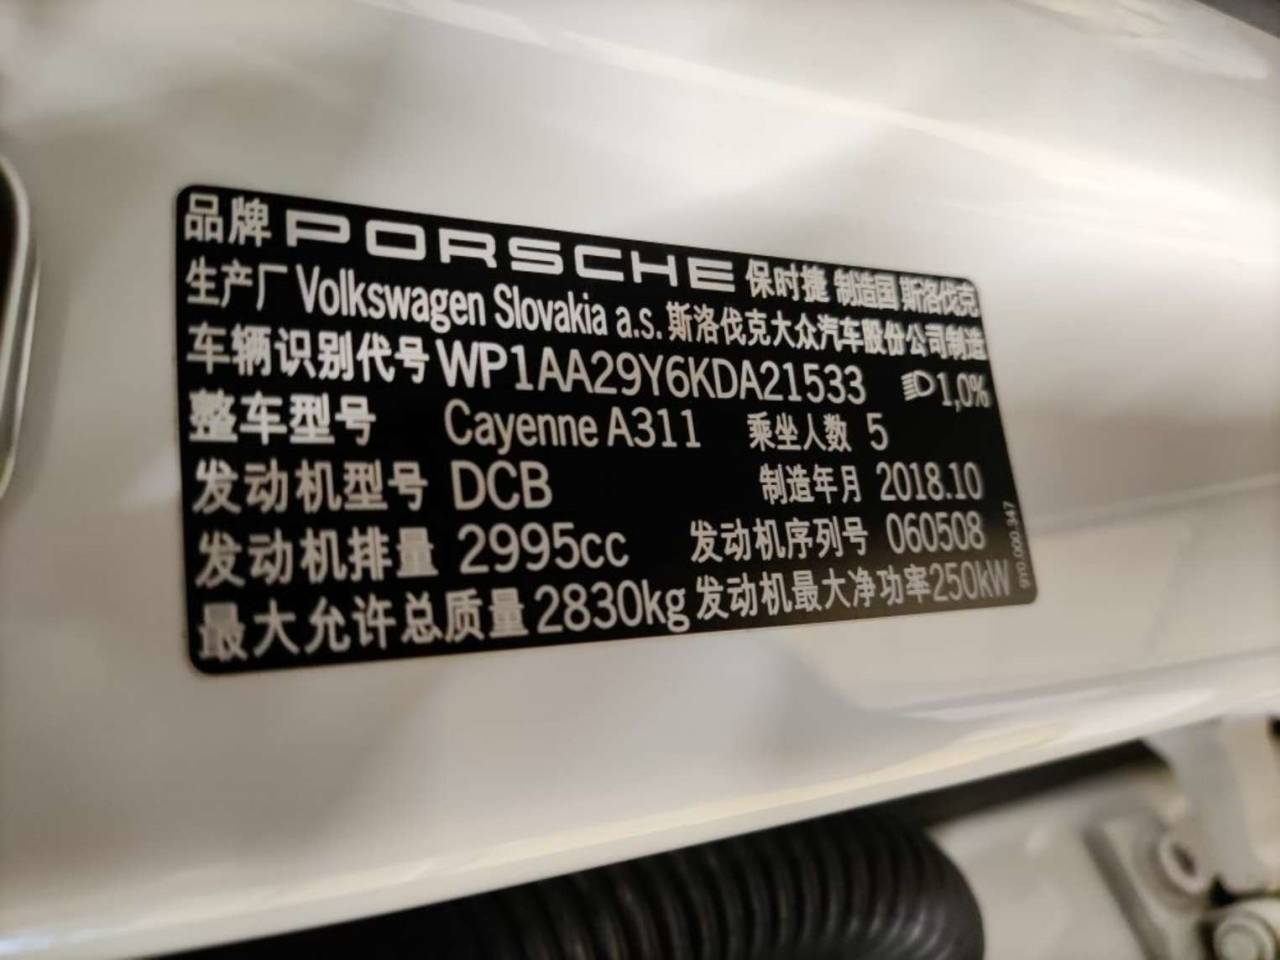 品牌 PORSCHE 保时捷 制造国 斯洛伐克
生产厂 Volkswagen Slovakia a.s. 斯洛伐克大众汽车股份公司制造
车辆识别代号 WP1AA29Y6KDA21533 1,0%
整车型号 Cayenne A311 乘坐人数 5
发动机型号 DCB 制造年月 2018.10
发动机排量 2995cc 发动机序列号 060508
最大允许总质量 2830kg 发动机最大净功率 250kW
9Y0.000.347